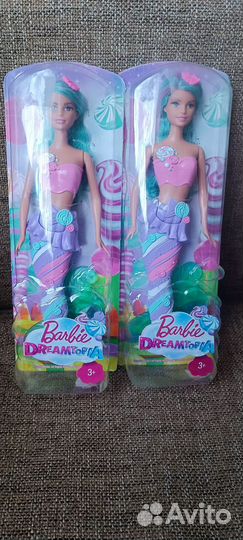 Barbie Barbie
DREAMTOPIA DREAMTOPIA
3+ 3+
Avito